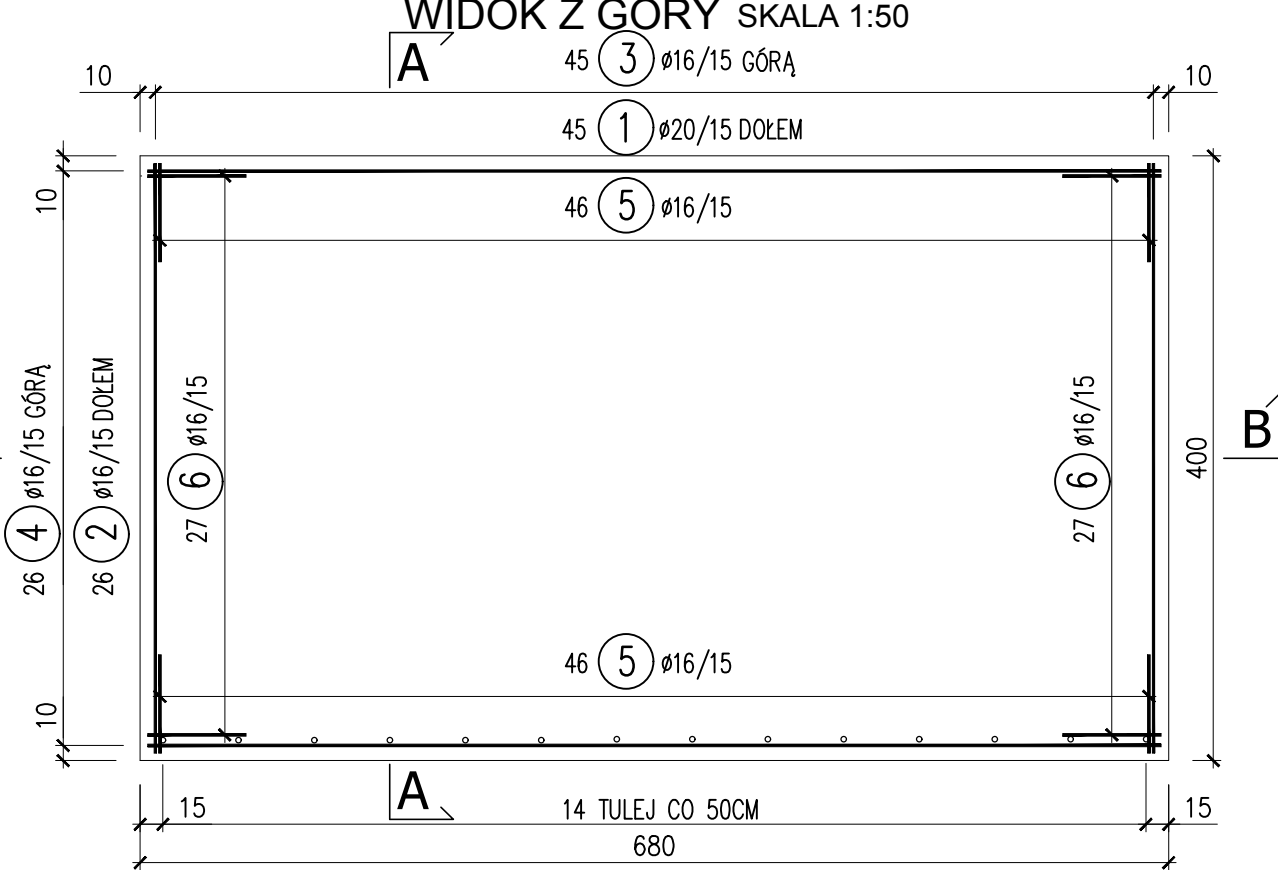 WIDOK Z GÓRY SKALA 1:50
A
45 3 ø16/15 GÓRĄ
10
10
45 1 ø20/15 DOŁEM
46 5 ø16/15
10
26 4 ø16/15 GÓRĄ
26 2 ø16/15 DOŁEM
27 6 ø16/15
27 6 ø16/15
400
B
46 5 ø16/15
10
A
15
14 TULEJ CO 50CM
15
680